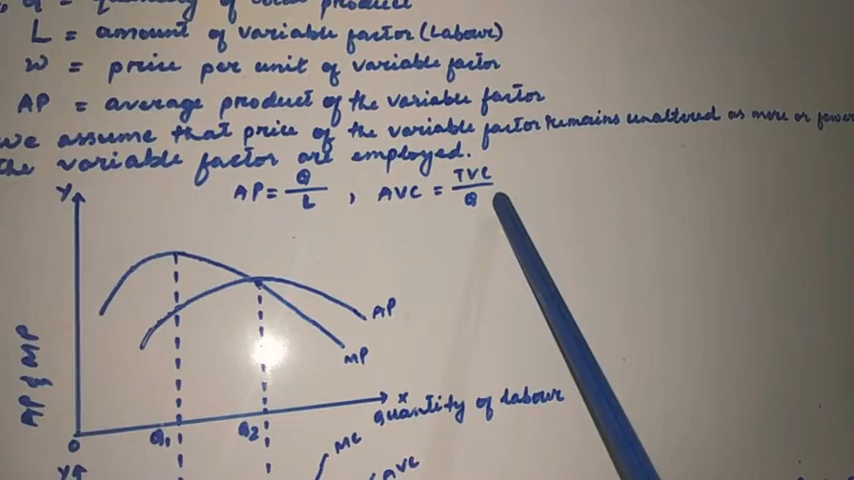 L = amount of variable factor (Labour)
w = price per unit of variable factor
AP = average product of the variable factor
we assume that price of the variable factor remains unaltered as more or fewer
the variable factor are employed.
AP = Q/L , AVC = TVC/Q
Y
AP & MP
AP
MP
X
Quantity of labour
O
Q1
Q2
MC
AVC
Y